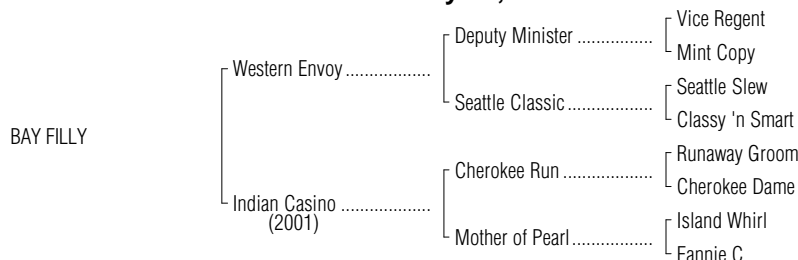 Vice Regent
Deputy Minister ................
Mint Copy
Western Envoy ..................
Seattle Slew
Seattle Classic .................
Classy 'n Smart
BAY FILLY
Runaway Groom
Cherokee Run ..................
Cherokee Dame
Indian Casino ..................
(2001)
Island Whirl
Mother of Pearl .................
Fannie C